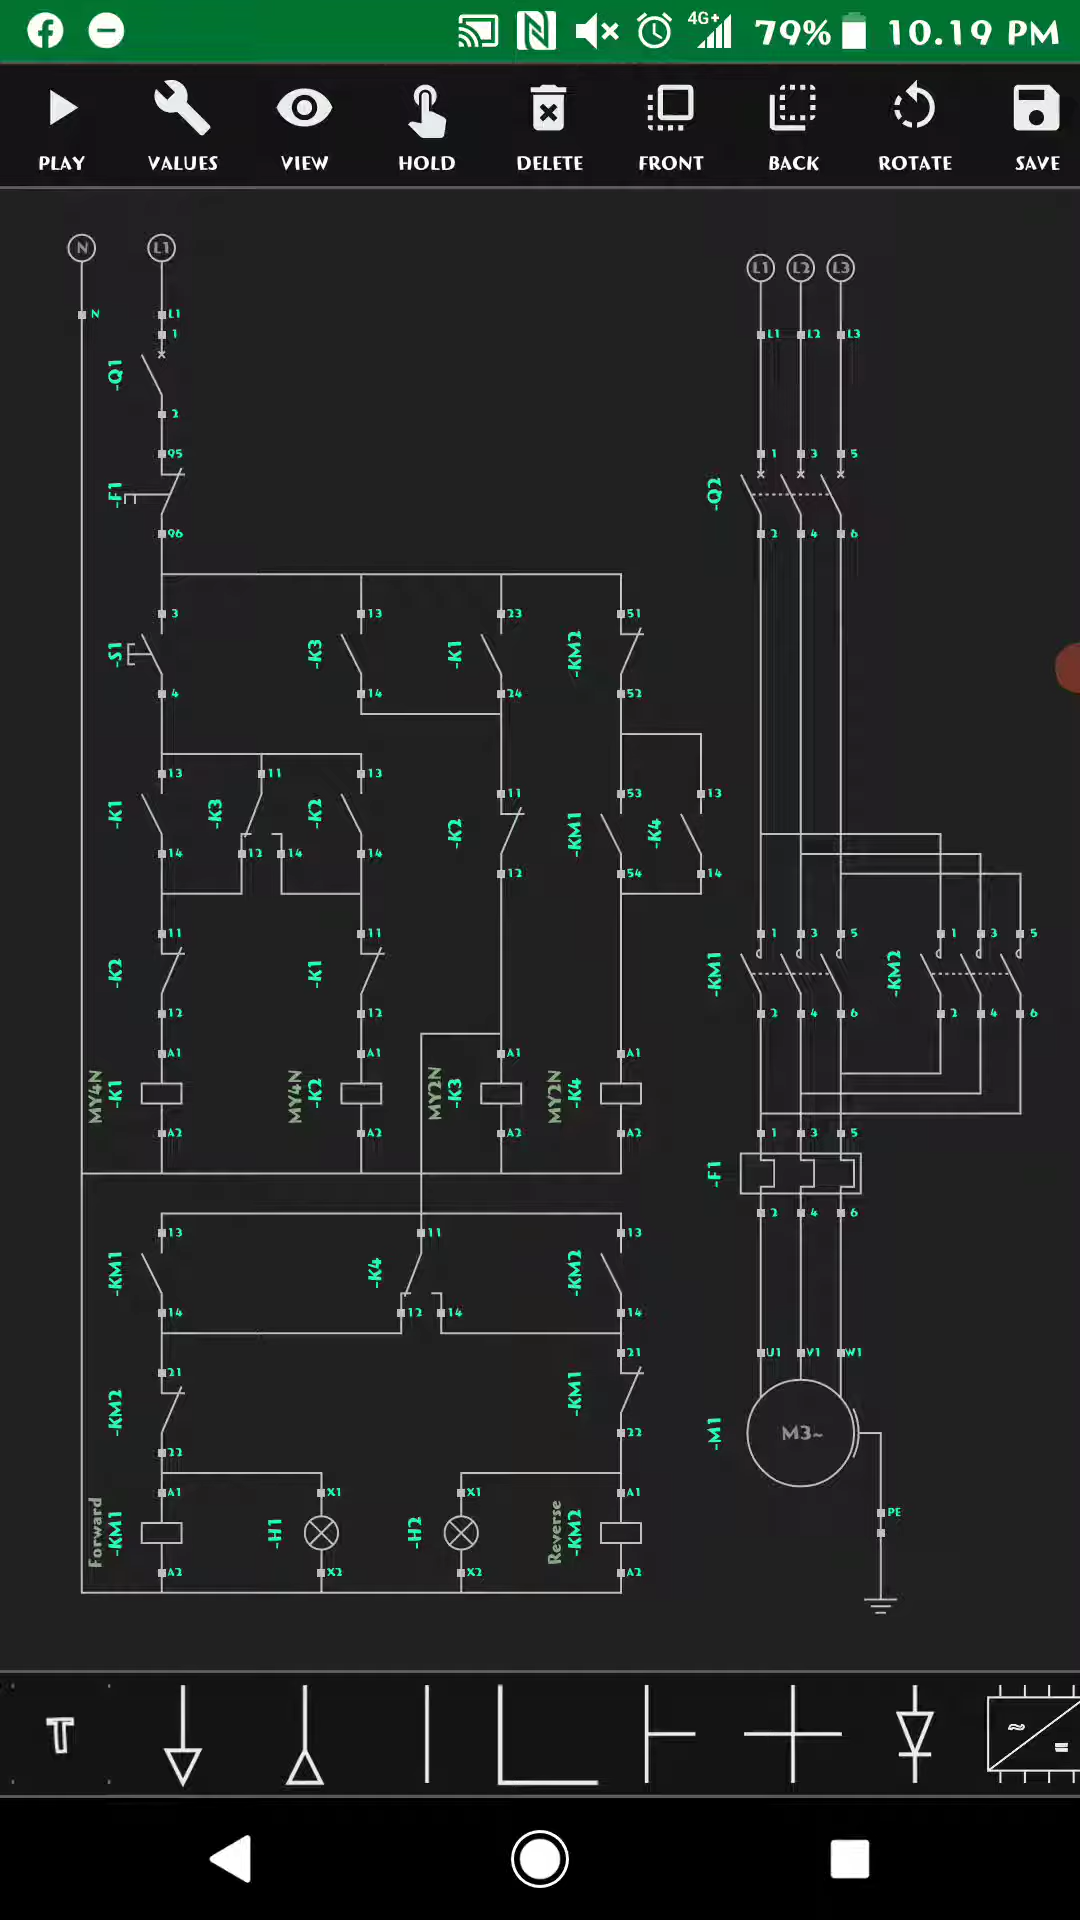 4G+ 79% 10.19 PM
PLAY VALUES VIEW HOLD DELETE FRONT BACK ROTATE SAVE
N L1 L1 L2 L3
N L1
1
L1 L2 L3
-Q1
2
95
1 3 5
-F1
-Q2
96
2 4 6
3 13 23 51
-S1 -K3 -K1 -KM2
4 14 24 52
13 11 13
11 53 13
-K1 -K3 -K2 -K2 -KM1 -K4
14 12 14 14
12 54 14
11 11 1 3 5 1 3 5
-K2 -K1 -KM1 -KM2
12 12 2 4 6 2 4 6
A1 A1 A1 A1
MY4N -K1 MY4N -K2 MY2N -K3 MY2N -K4
A2 A2 A2 A2
1 3 5
-F1
2 4 6
13 11 13
-KM1 -K4 -KM2
14 12 14 14
21 U1 V1 W1
21
-KM2 -KM1 -M1 M3~
22
22
A1 X1 X1 A1
PE
Forward -KM1 -H1 -H2 Reverse -KM2
A2 X2 X2 A2
T